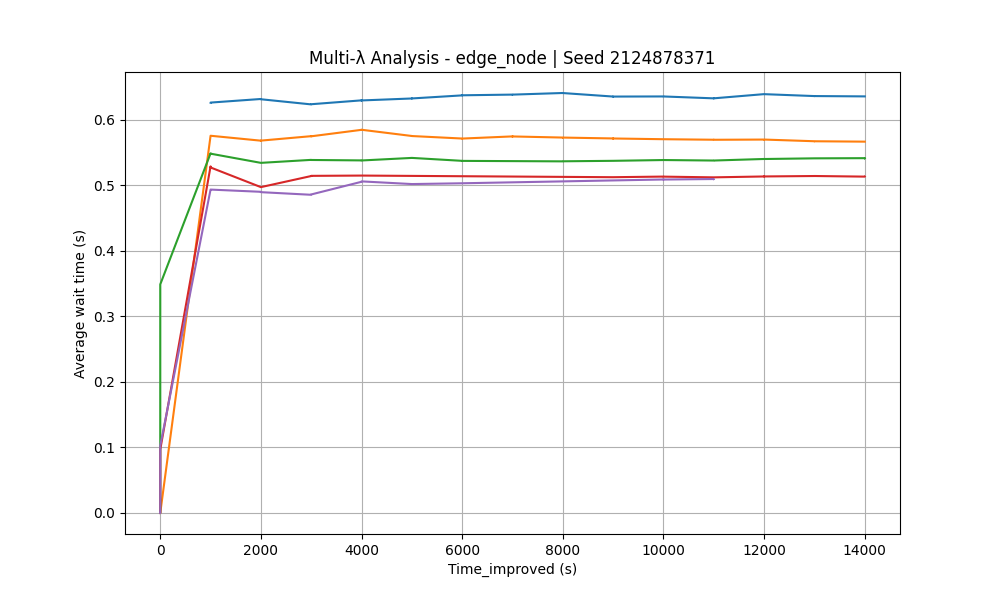 Multi-λ Analysis - edge_node | Seed 2124878371
Average wait time (s)
0.6
0.5
0.4
0.3
0.2
0.1
0.0
0 2000 4000 6000 8000 10000 12000 14000
Time_improved (s)